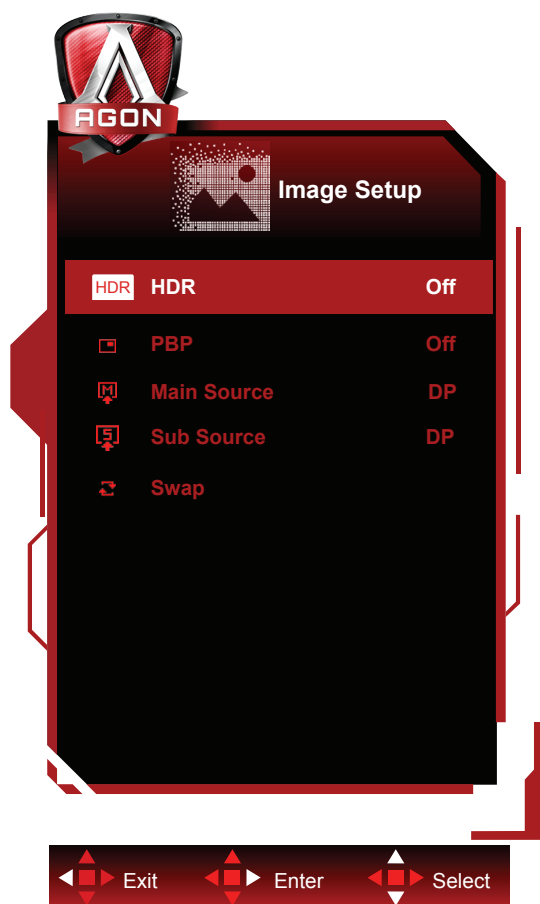 AGON
Image Setup
HDR HDR Off
PBP Off
M Main Source DP
S Sub Source DP
Swap
Exit Enter Select